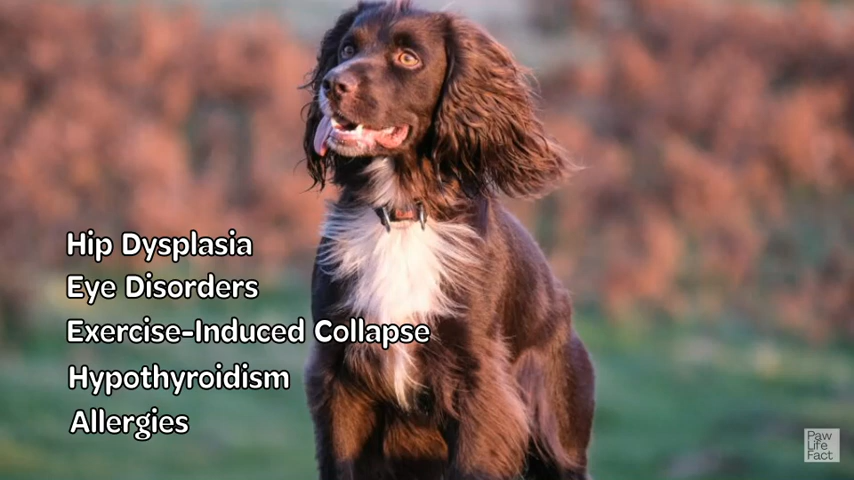 Hip Dysplasia
Eye Disorders
Exercise-Induced Collapse
Hypothyroidism
Allergies
Paw
Life
Fact